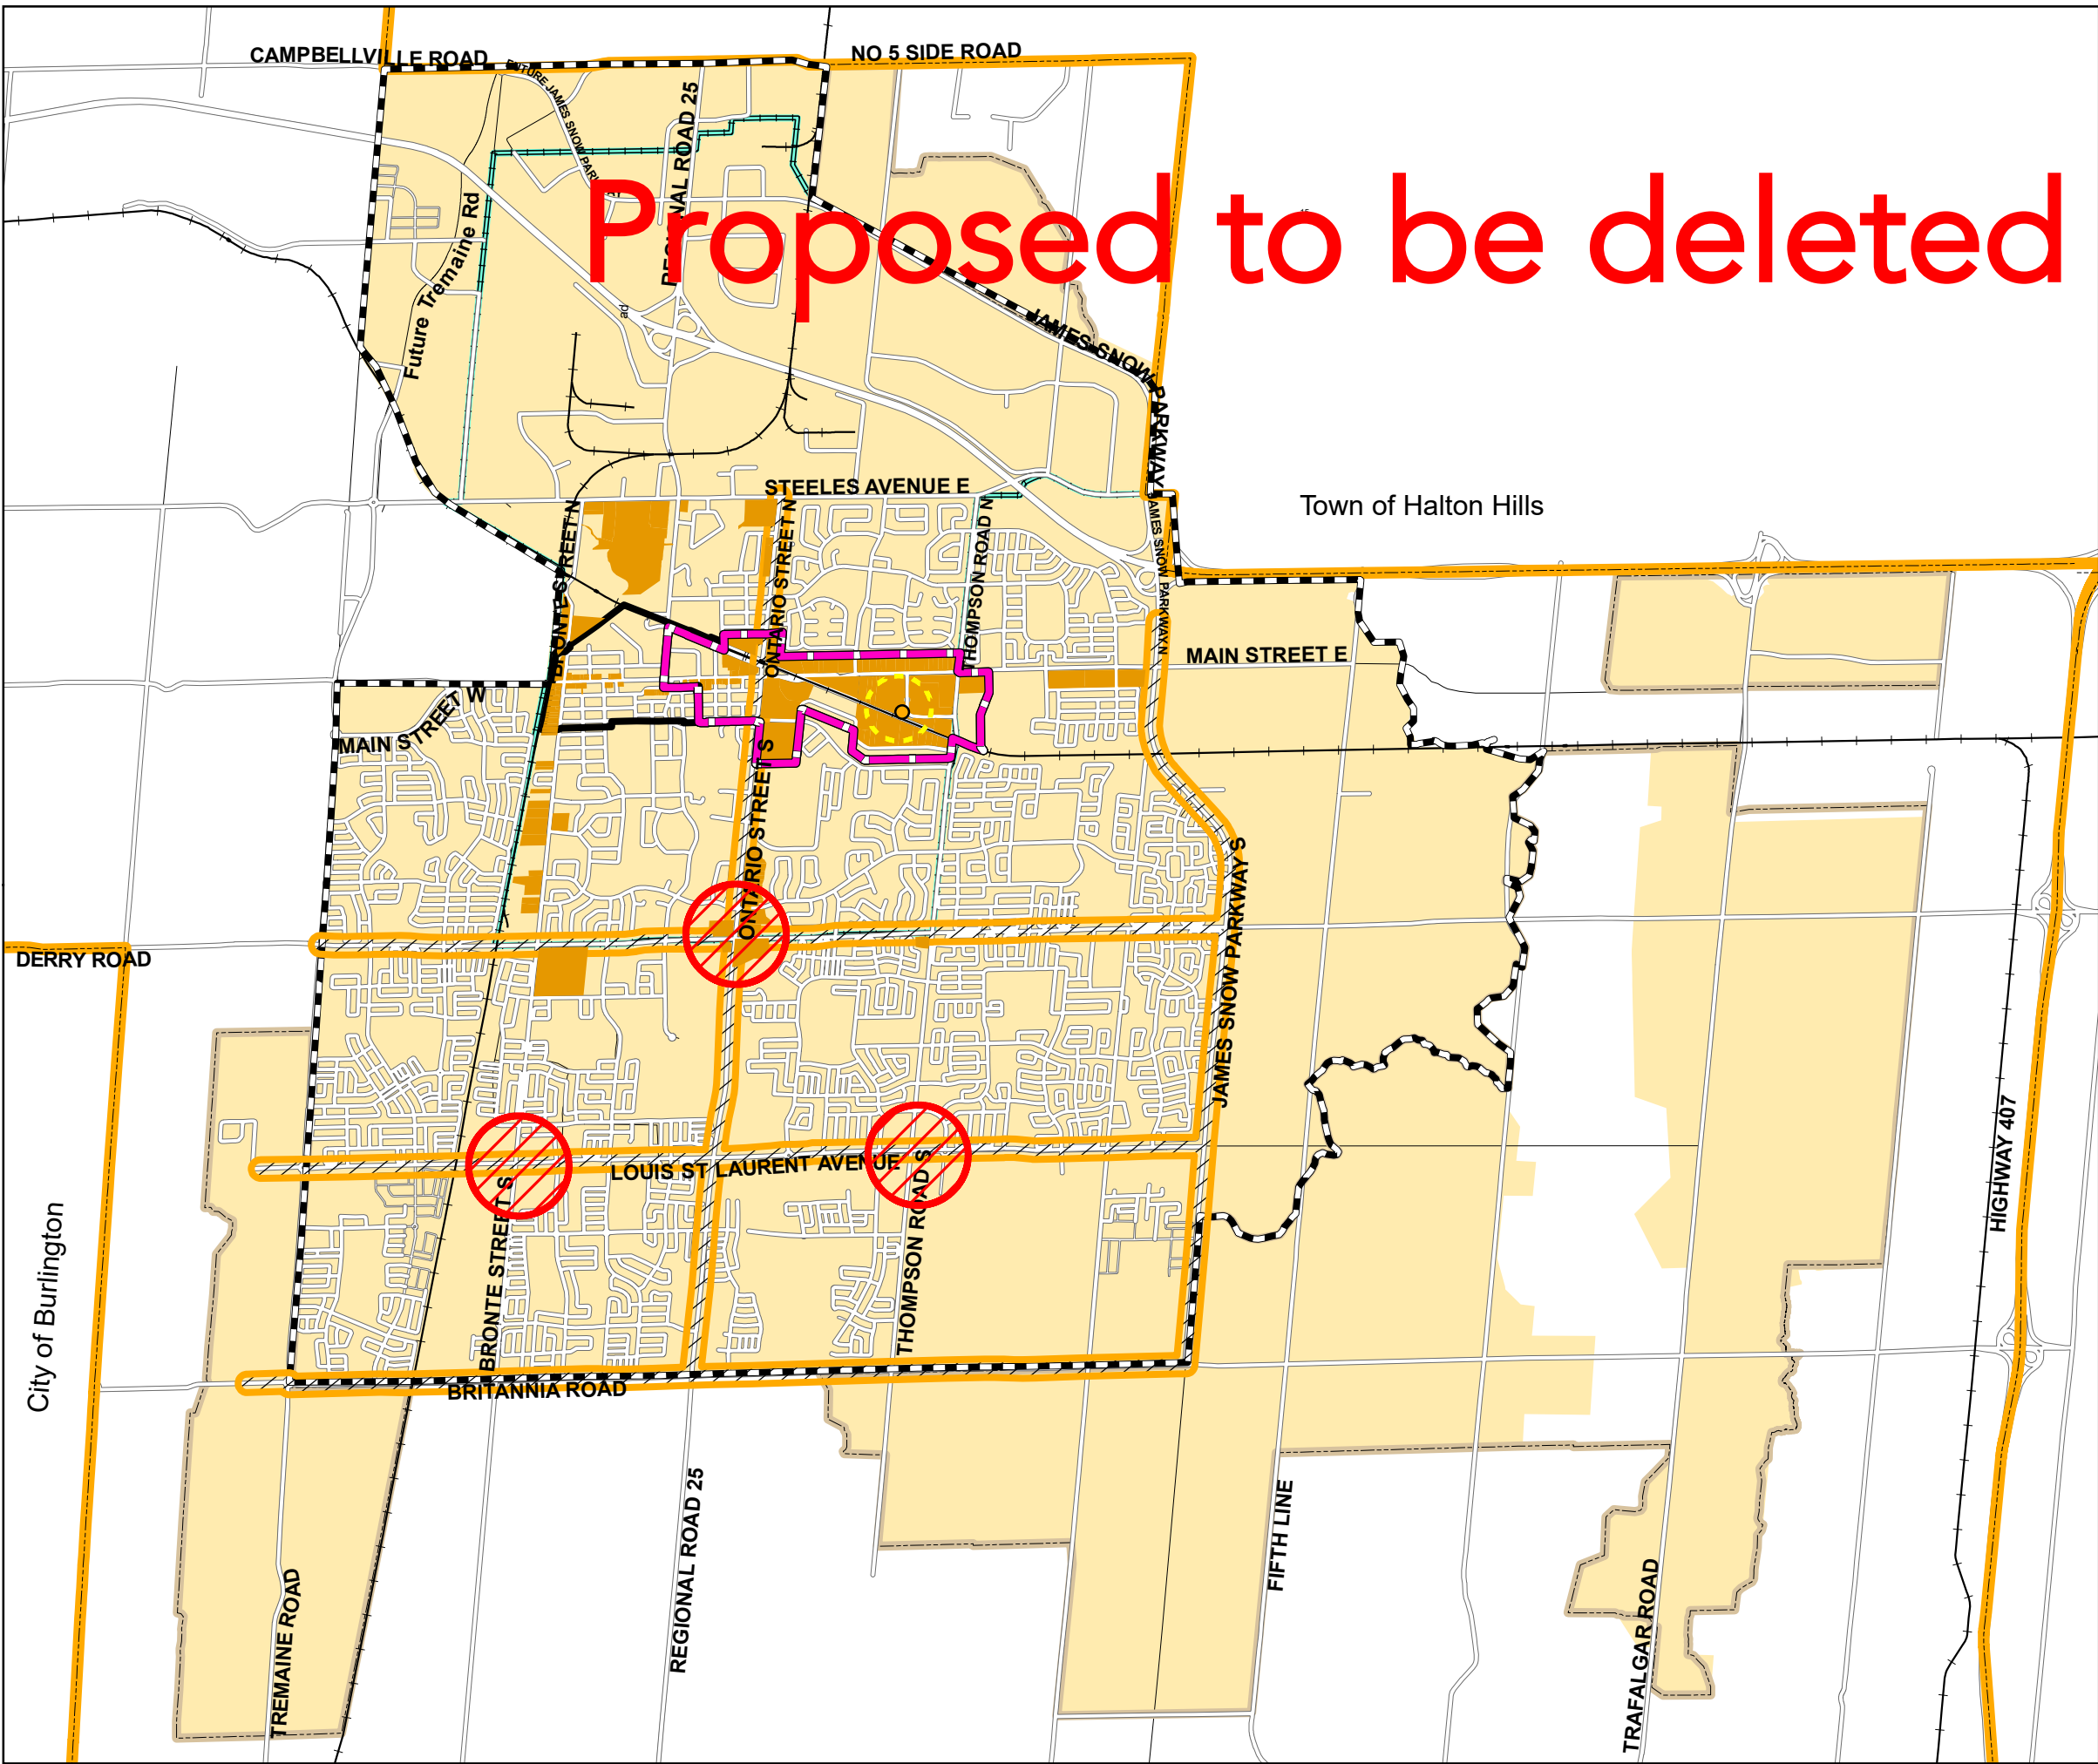 CAMPBELLVILLE ROAD
NO 5 SIDE ROAD
FUTURE JAMES SNOW PARKWAY
REGIONAL ROAD 25
Proposed to be deleted
Future Tremaine Rd
ad
JAMES SNOW PARKWAY
STEELES AVENUE E
Town of Halton Hills
BRONTE STREET N
ONTARIO STREET N
THOMPSON ROAD N
JAMES SNOW PARKWAY N
MAIN STREET E
MAIN STREET W
ONTARIO STREET S
JAMES SNOW PARKWAY S
DERRY ROAD
LOUIS ST LAURENT AVENUE
HIGHWAY 407
City of Burlington
BRONTE STREET S
THOMPSON ROAD S
BRITANNIA ROAD
REGIONAL ROAD 25
FIFTH LINE
TREMAINE ROAD
TRAFALGAR ROAD